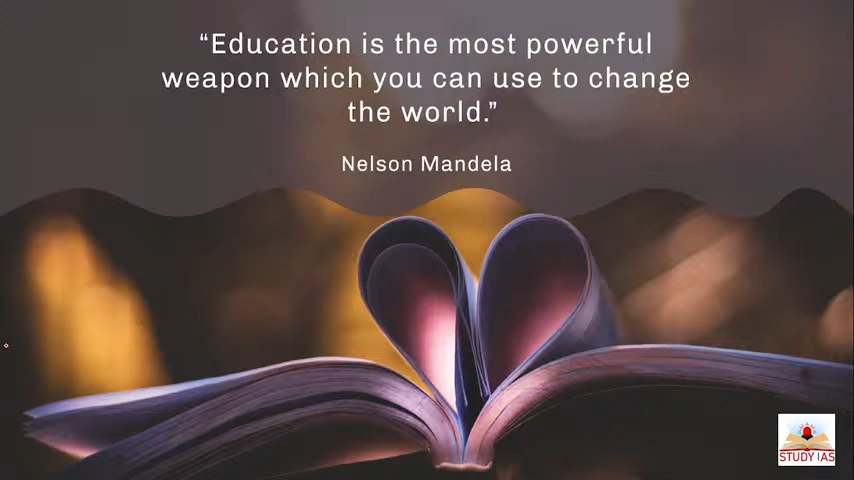 “Education is the most powerful
weapon which you can use to change
the world.”
Nelson Mandela
STUDY IAS